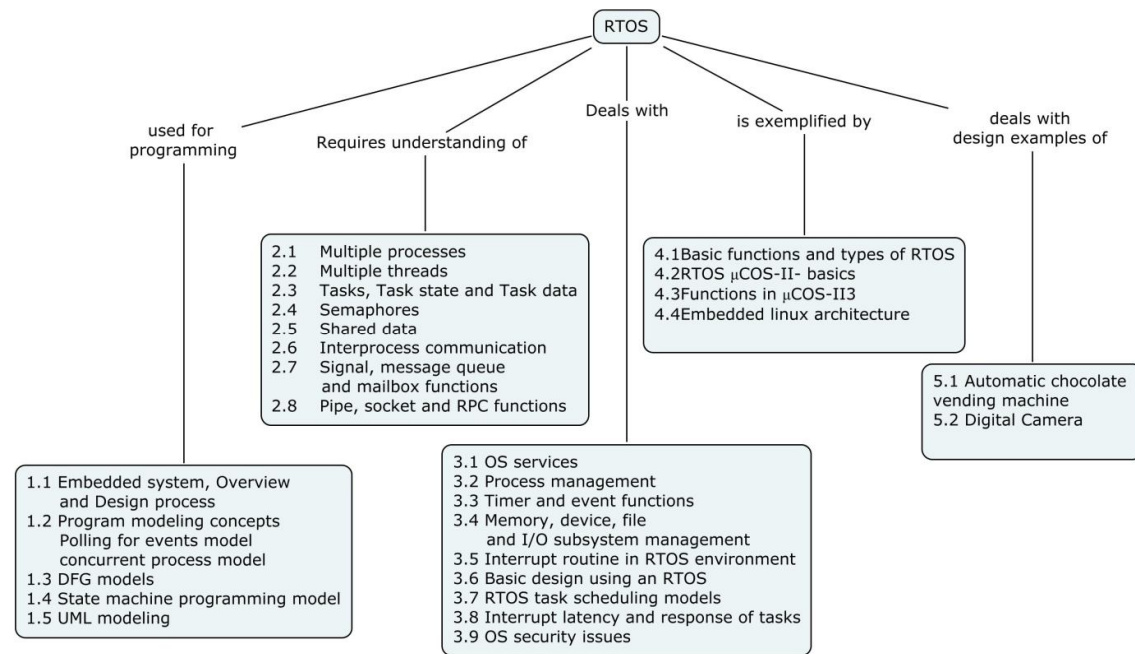 RTOS
used for
programming
Requires understanding of
Deals with
is exemplified by
deals with
design examples of
2.1 Multiple processes
2.2 Multiple threads
2.3 Tasks, Task state and Task data
2.4 Semaphores
2.5 Shared data
2.6 Interprocess communication
2.7 Signal, message queue
and mailbox functions
2.8 Pipe, socket and RPC functions
4.1Basic functions and types of RTOS
4.2RTOS µCOS-II- basics
4.3Functions in µCOS-II3
4.4Embedded linux architecture
5.1 Automatic chocolate
vending machine
5.2 Digital Camera
1.1 Embedded system, Overview
and Design process
1.2 Program modeling concepts
Polling for events model
concurrent process model
1.3 DFG models
1.4 State machine programming model
1.5 UML modeling
3.1 OS services
3.2 Process management
3.3 Timer and event functions
3.4 Memory, device, file
and I/O subsystem management
3.5 Interrupt routine in RTOS environment
3.6 Basic design using an RTOS
3.7 RTOS task scheduling models
3.8 Interrupt latency and response of tasks
3.9 OS security issues